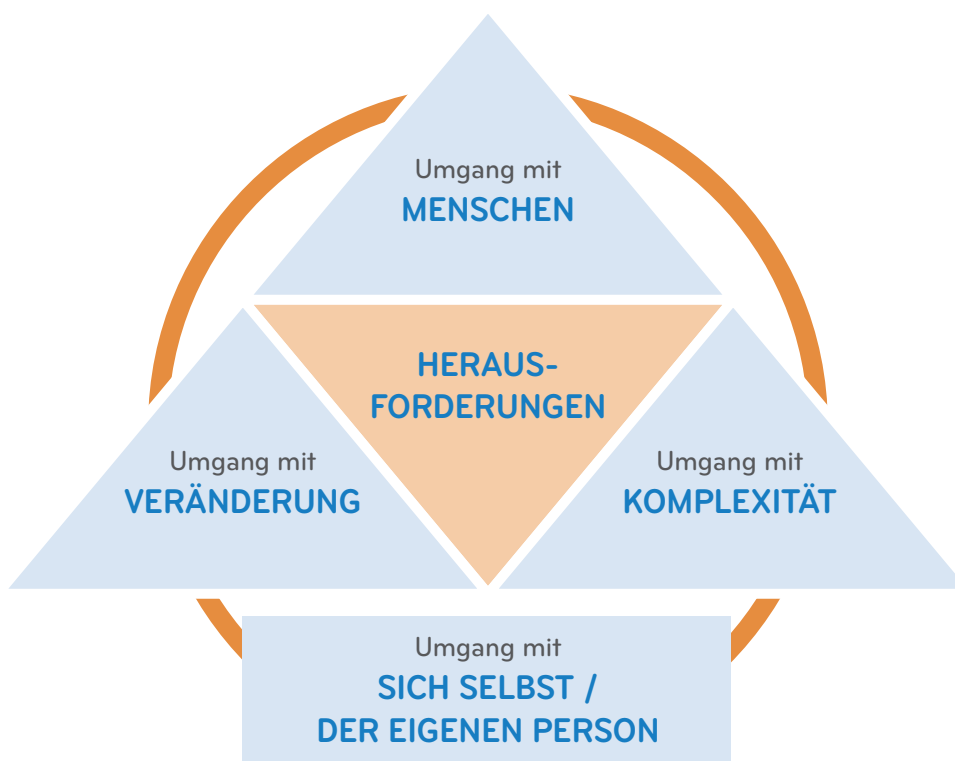 Umgang mit
MENSCHEN
HERAUS-
FORDERUNGEN
Umgang mit
VERÄNDERUNG
Umgang mit
KOMPLEXITÄT
Umgang mit
SICH SELBST /
DER EIGENEN PERSON